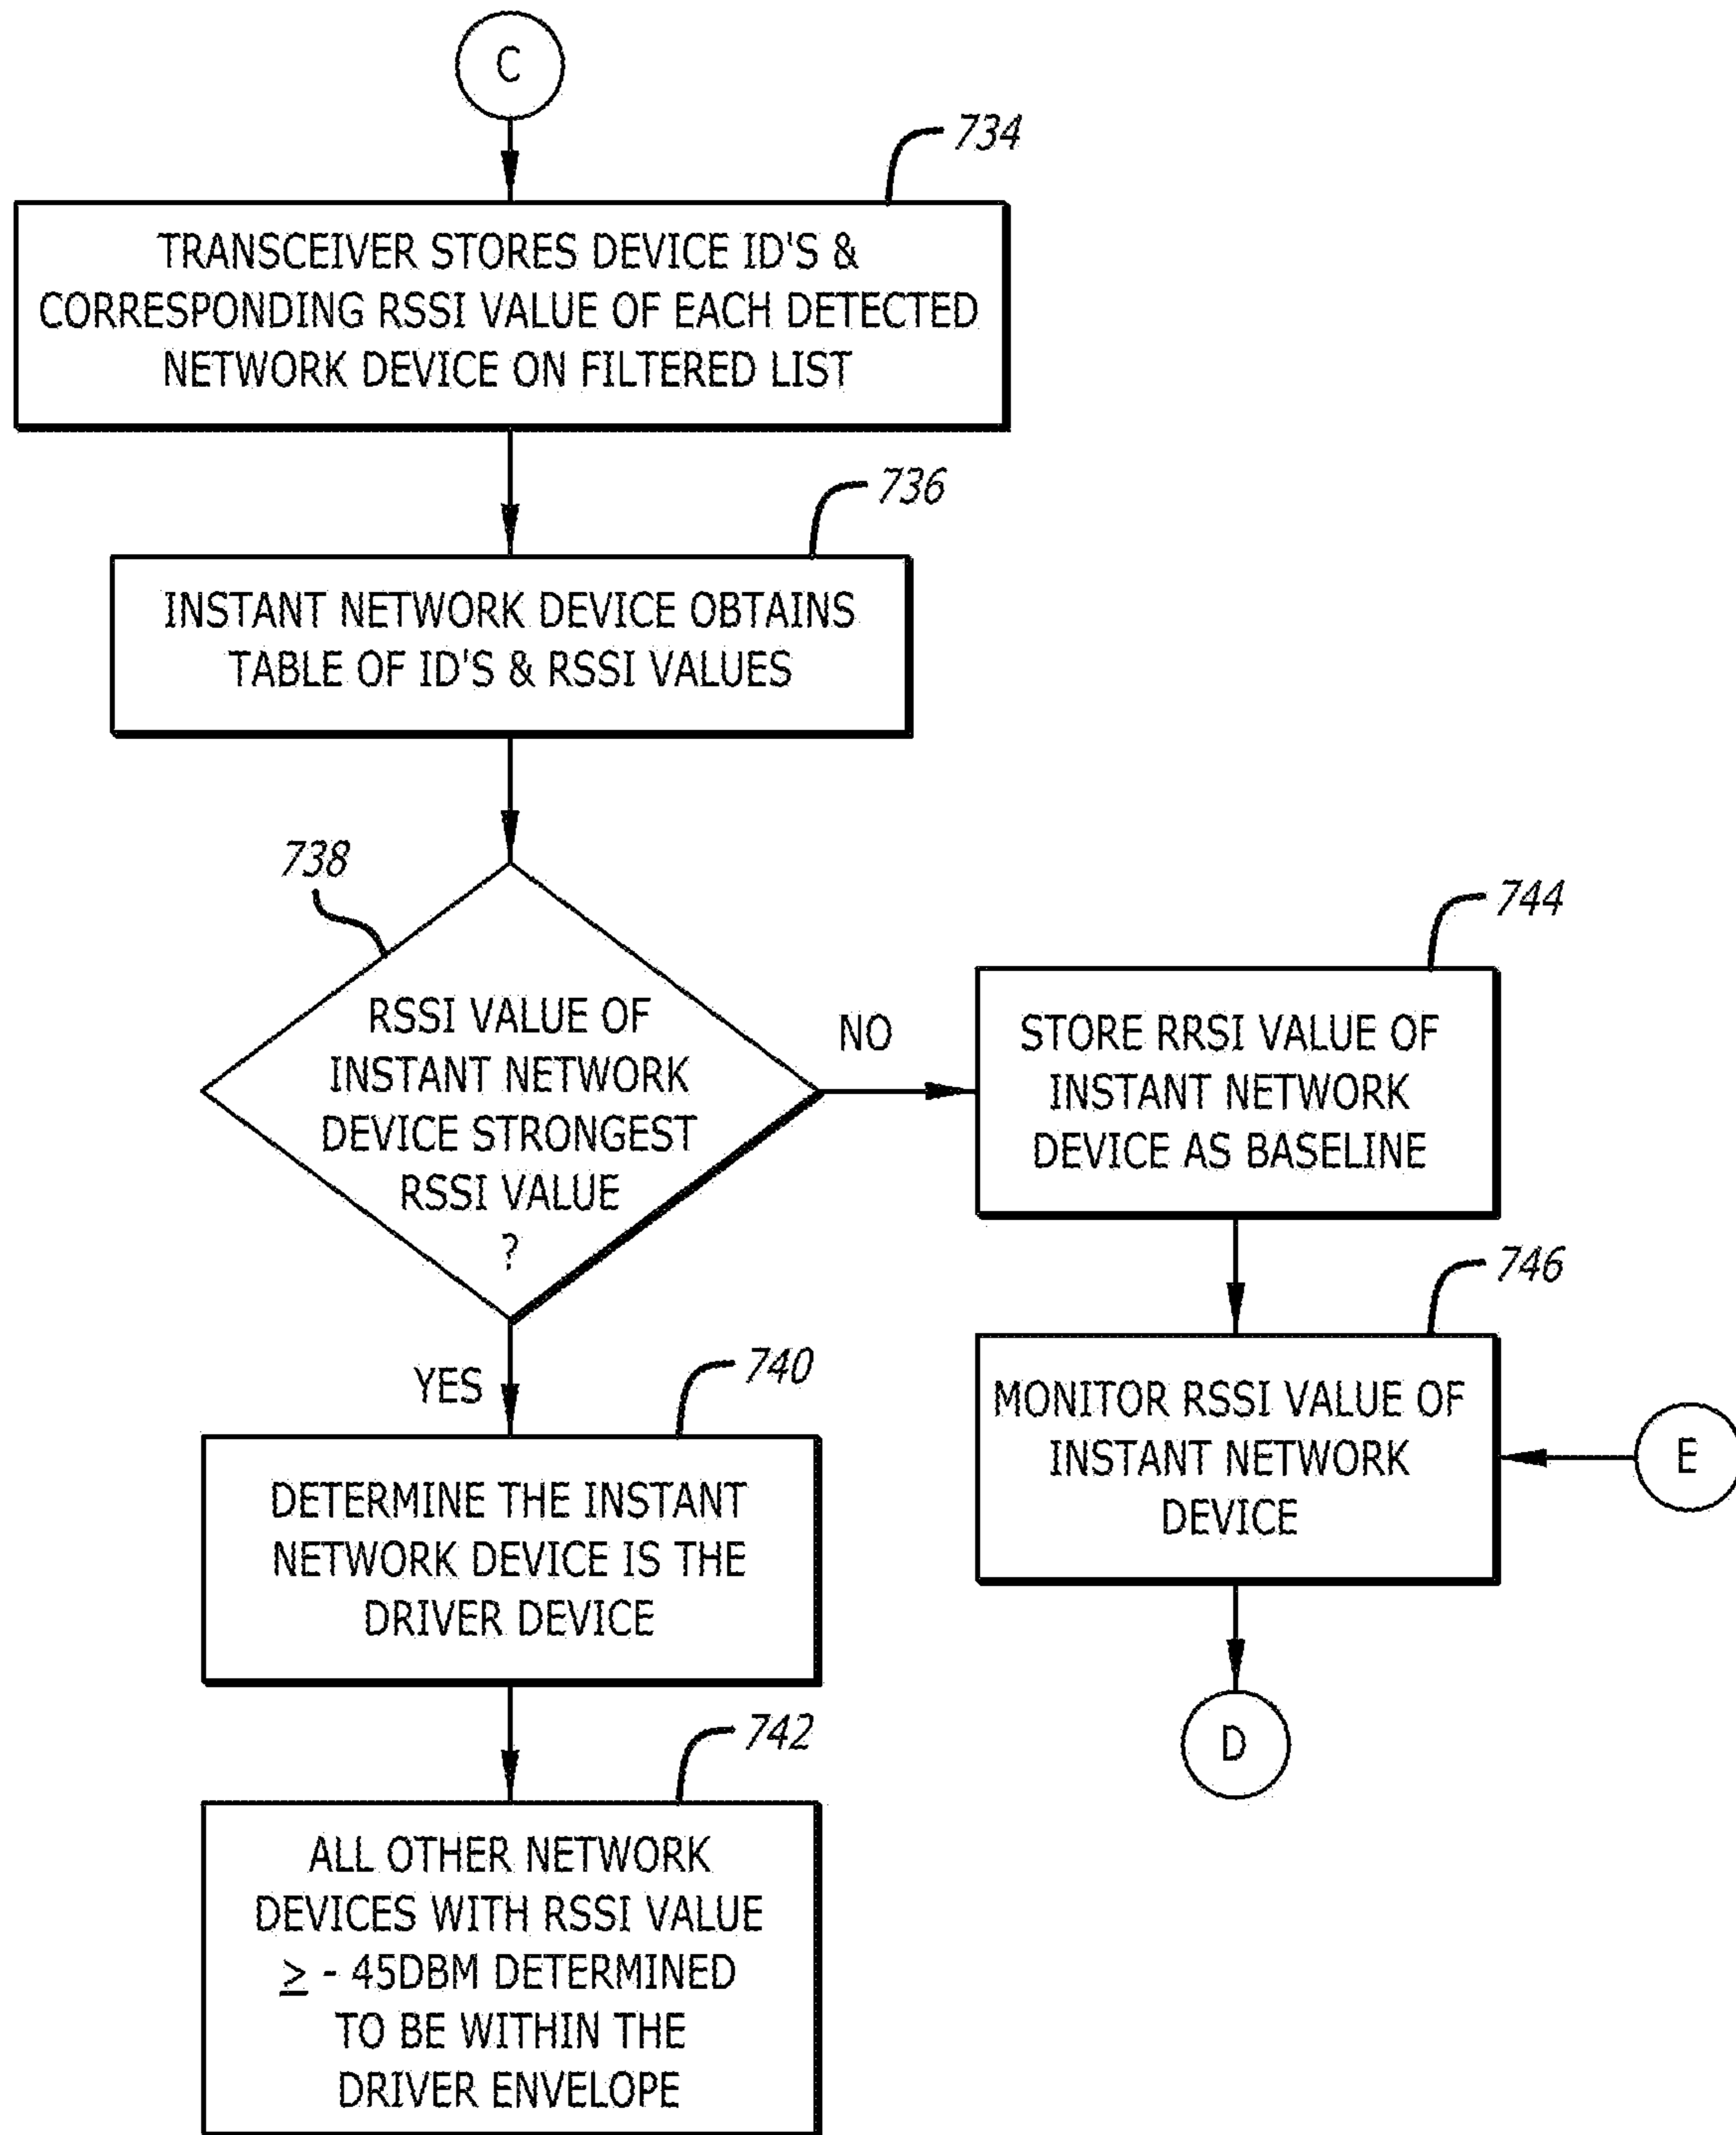 C
734
TRANSCEIVER STORES DEVICE ID'S &
CORRESPONDING RSSI VALUE OF EACH DETECTED
NETWORK DEVICE ON FILTERED LIST
736
INSTANT NETWORK DEVICE OBTAINS
TABLE OF ID'S & RSSI VALUES
738
RSSI VALUE OF
INSTANT NETWORK
DEVICE STRONGEST
RSSI VALUE
?
NO
744
STORE RRSI VALUE OF
INSTANT NETWORK
DEVICE AS BASELINE
746
MONITOR RSSI VALUE OF
INSTANT NETWORK
DEVICE
E
D
YES
740
DETERMINE THE INSTANT
NETWORK DEVICE IS THE
DRIVER DEVICE
742
ALL OTHER NETWORK
DEVICES WITH RSSI VALUE
≥ - 45DBM DETERMINED
TO BE WITHIN THE
DRIVER ENVELOPE